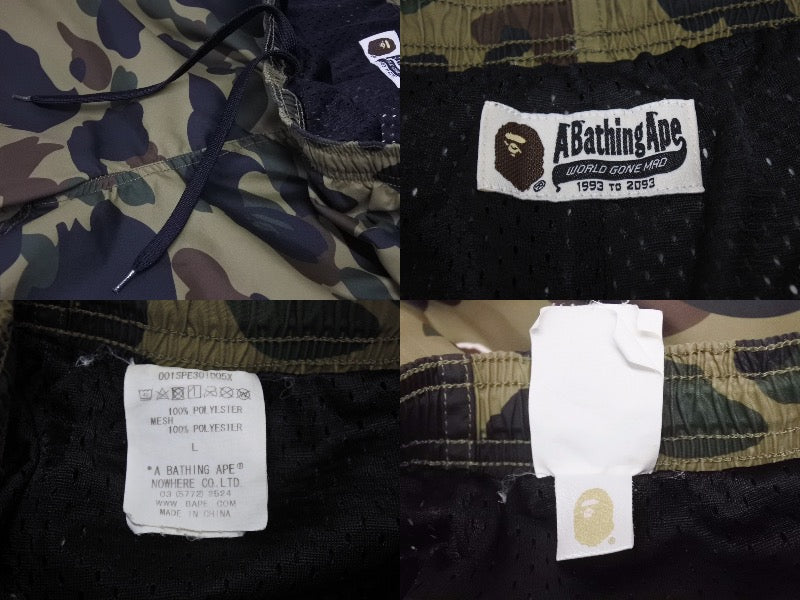 A Bathing Ape
®
WORLD GONE MAD
1993 TO 2093
001SPE301005X
100% POLYESTER
MESH
100% POLYESTER
L
"A BATHING APE®
NOWHERE CO.LTD.
03 (5772) 2524
WWW. BAPE. COM
MADE IN CHINA
®